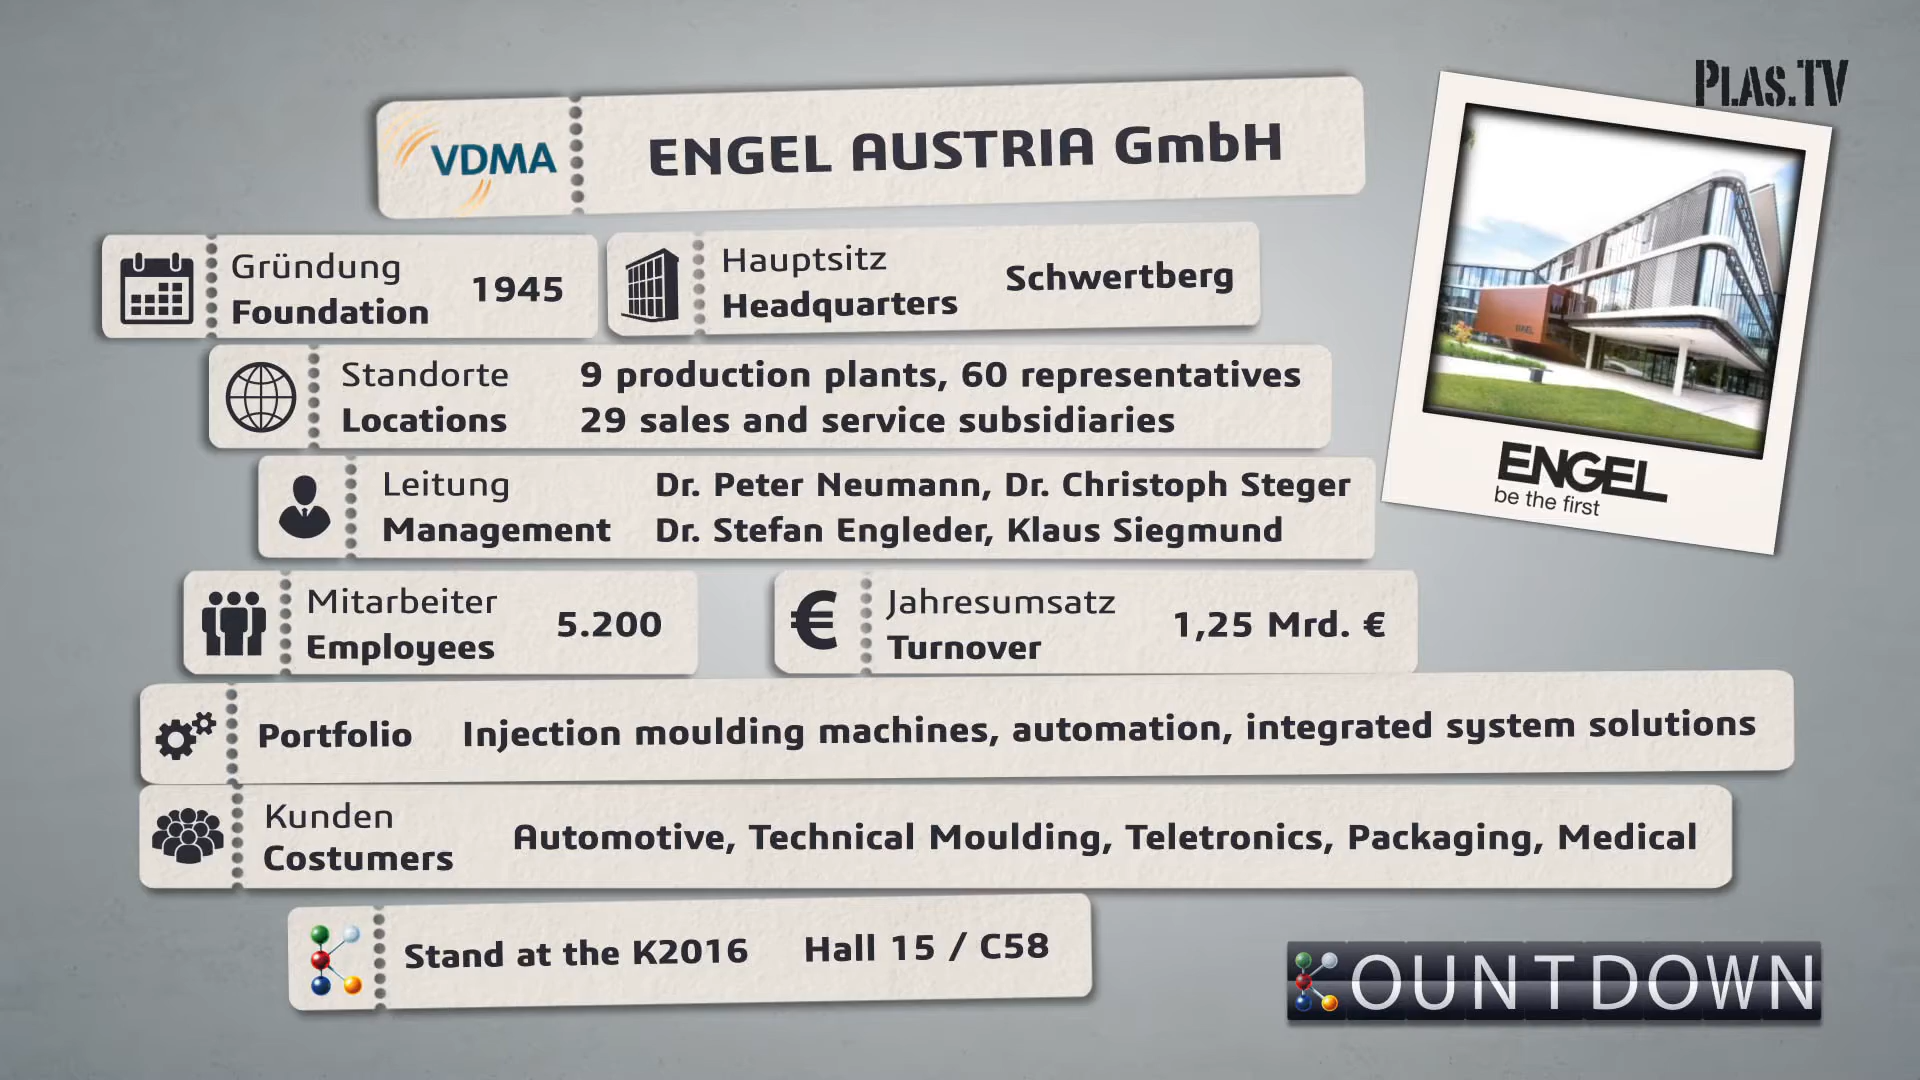 PLAS.TV
VDMA
ENGEL AUSTRIA GmbH
Gründung
Foundation
1945
Hauptsitz
Headquarters
Schwertberg
Standorte
Locations
9 production plants, 60 representatives
29 sales and service subsidiaries
ENGEL
be the first
Leitung
Management
Dr. Peter Neumann, Dr. Christoph Steger
Dr. Stefan Engleder, Klaus Siegmund
Mitarbeiter
Employees
5.200
€
Jahresumsatz
Turnover
1,25 Mrd. €
Portfolio
Injection moulding machines, automation, integrated system solutions
Kunden
Costumers
Automotive, Technical Moulding, Teletronics, Packaging, Medical
Stand at the K2016
Hall 15 / C58
KOUNTDOWN